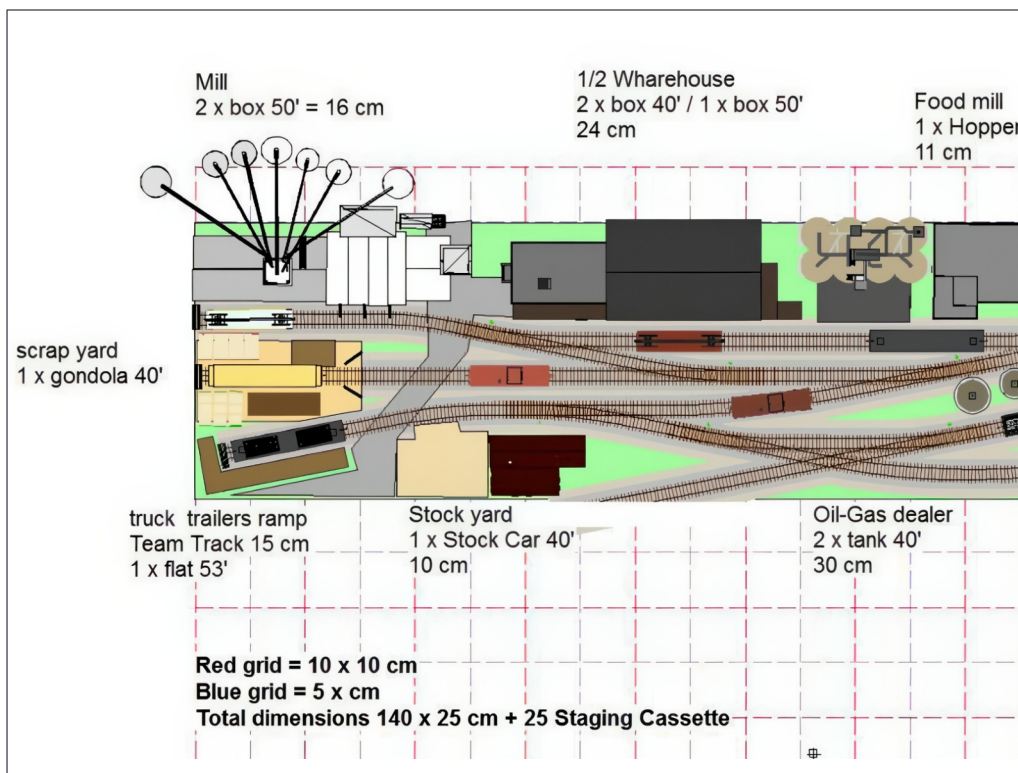 Mill
2 x box 50' = 16 cm
1/2 Wharehouse
2 x box 40' / 1 x box 50'
24 cm
Food mill
1 x Hopper
11 cm
scrap yard
1 x gondola 40'
truck trailers ramp
Team Track 15 cm
1 x flat 53'
Stock yard
1 x Stock Car 40'
10 cm
Oil-Gas dealer
2 x tank 40'
30 cm
Red grid = 10 x 10 cm
Blue grid = 5 x cm
Total dimensions 140 x 25 cm + 25 Staging Cassette